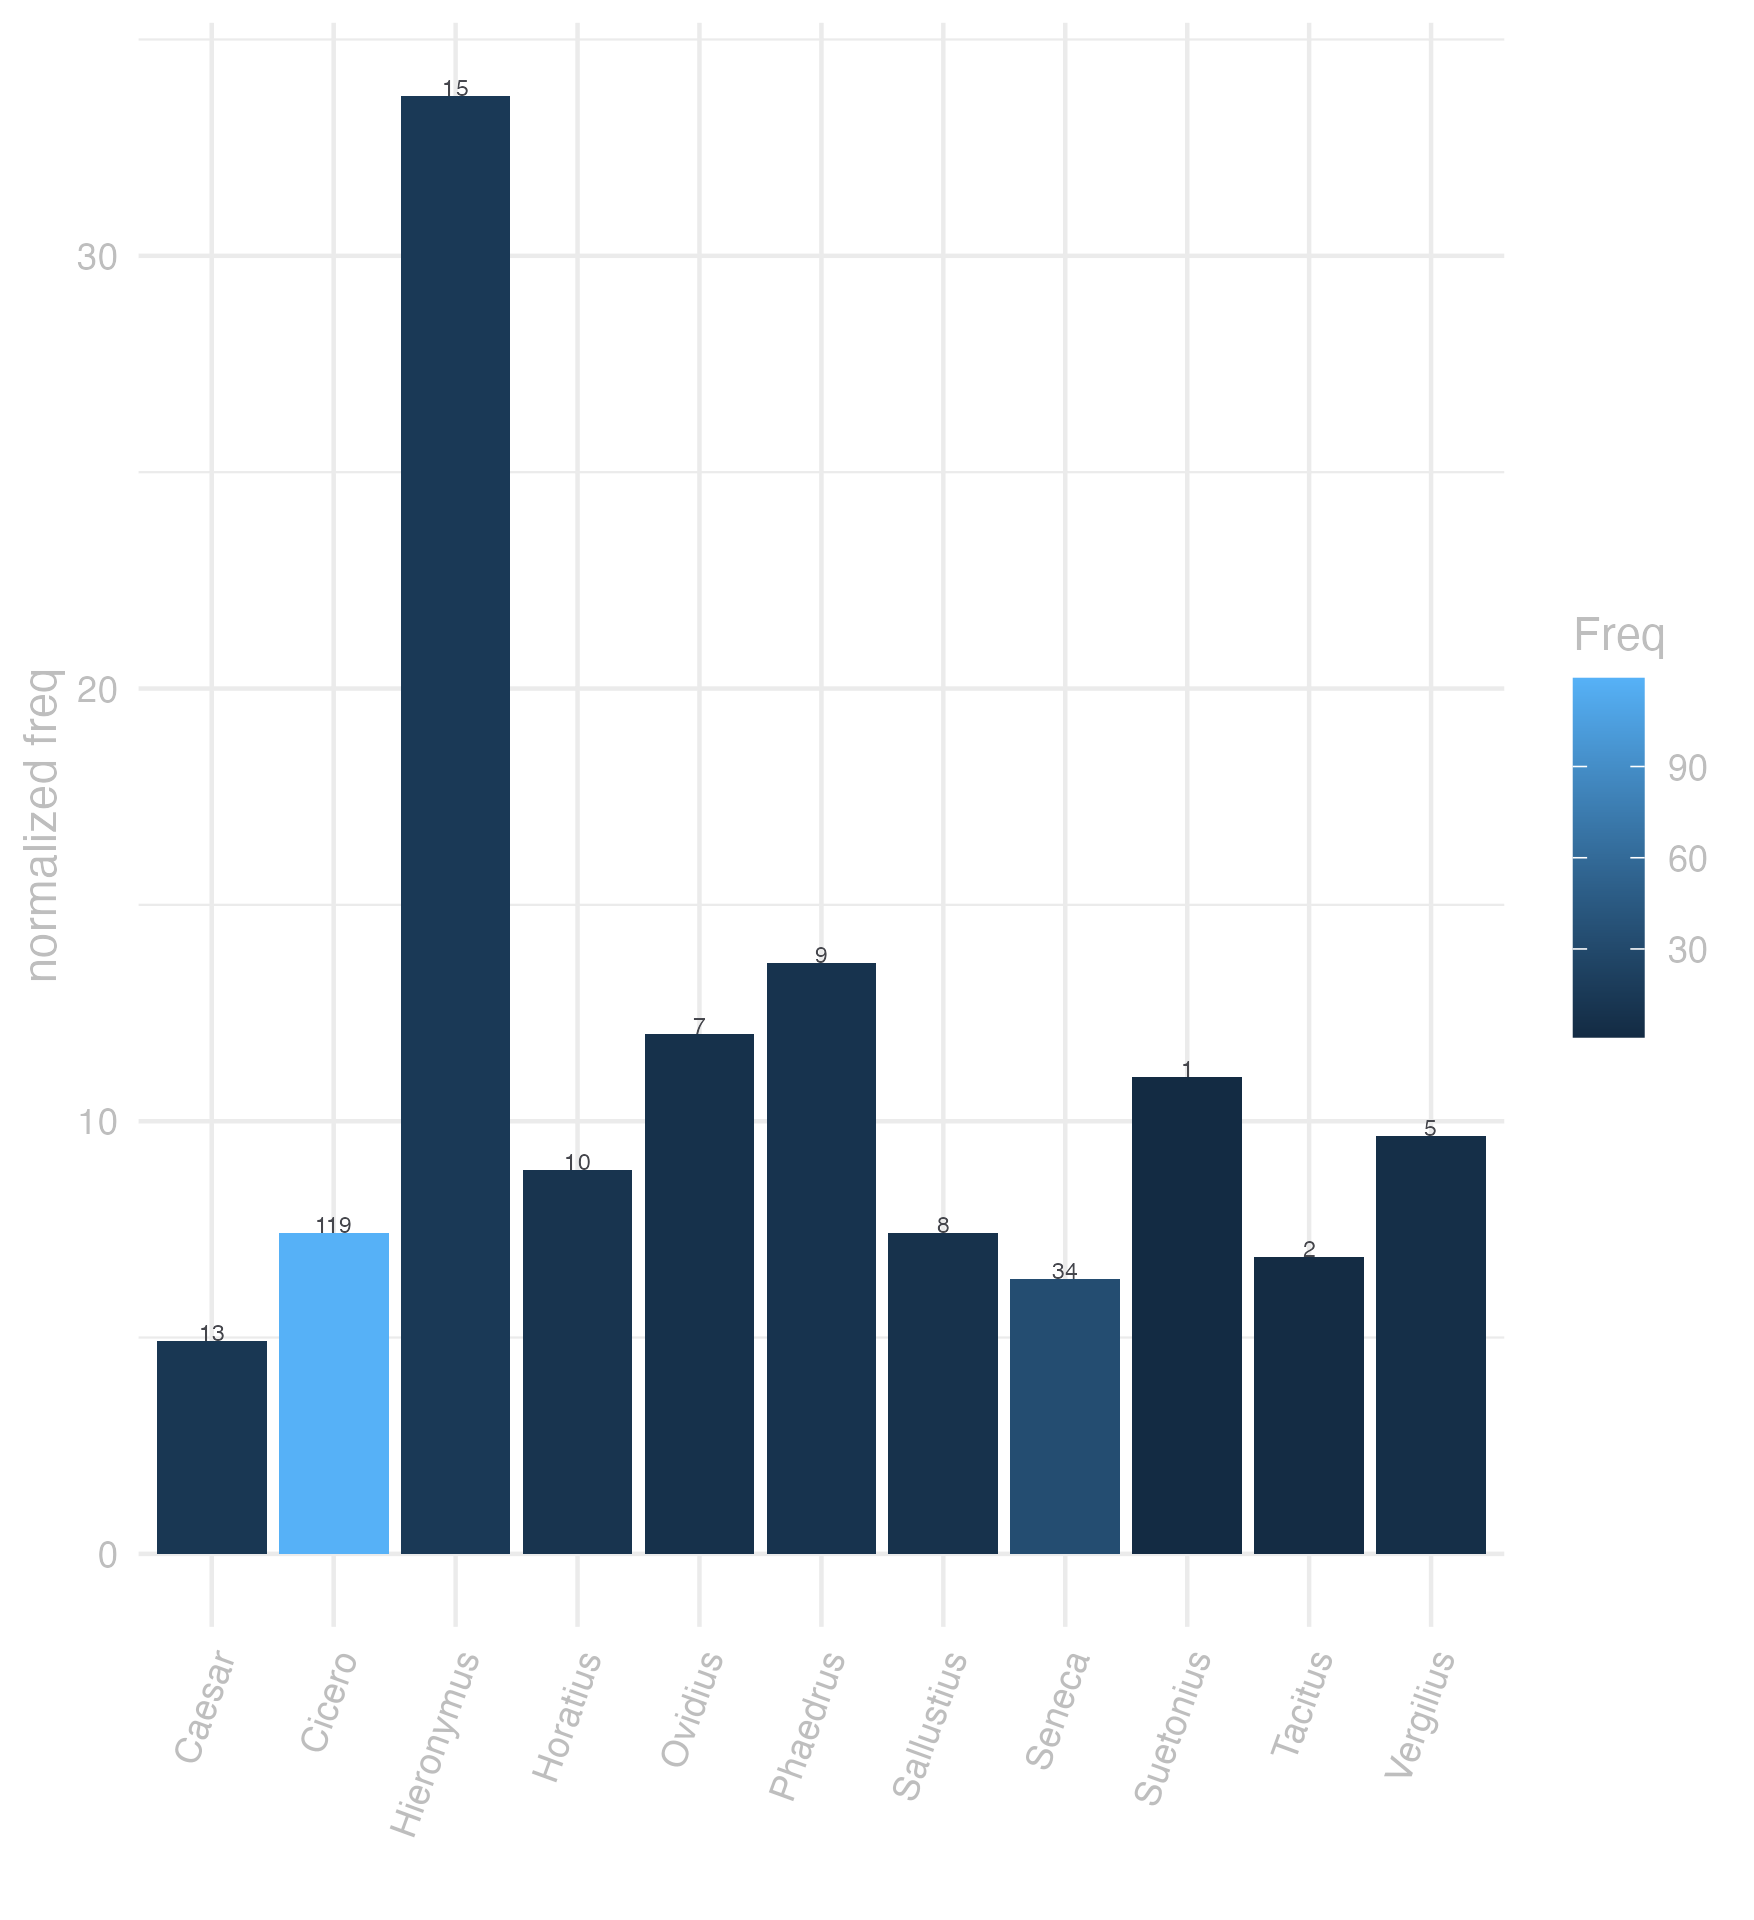 normalized freq
30
20
10
0
13
119
15
10
7
9
8
34
1
2
5
Caesar
Cicero
Hieronymus
Horatius
Ovidius
Phaedrus
Sallustius
Seneca
Suetonius
Tacitus
Vergilius
Freq
90
60
30